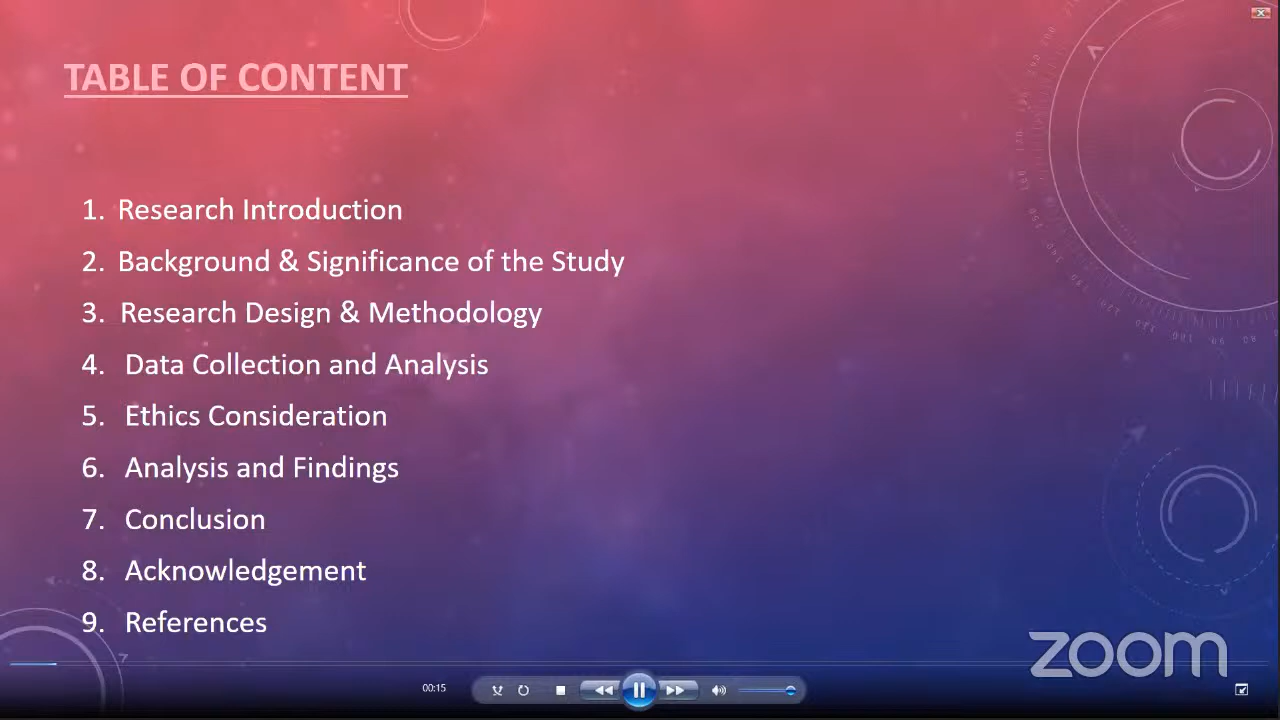 TABLE OF CONTENT
1. Research Introduction
2. Background & Significance of the Study
3. Research Design & Methodology
4. Data Collection and Analysis
5. Ethics Consideration
6. Analysis and Findings
7. Conclusion
8. Acknowledgement
9. References
zoom
00:15